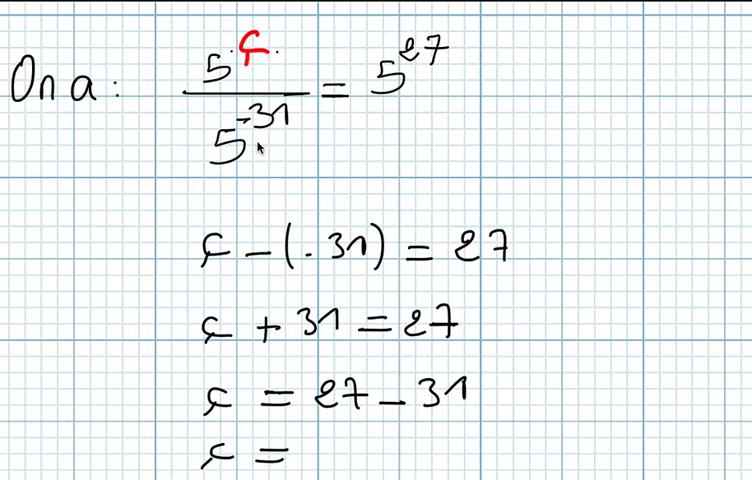 On a : 5^ς / 5^-31 = 5^27
ς - (-31) = 27
ς + 31 = 27
ς = 27 - 31
ς =